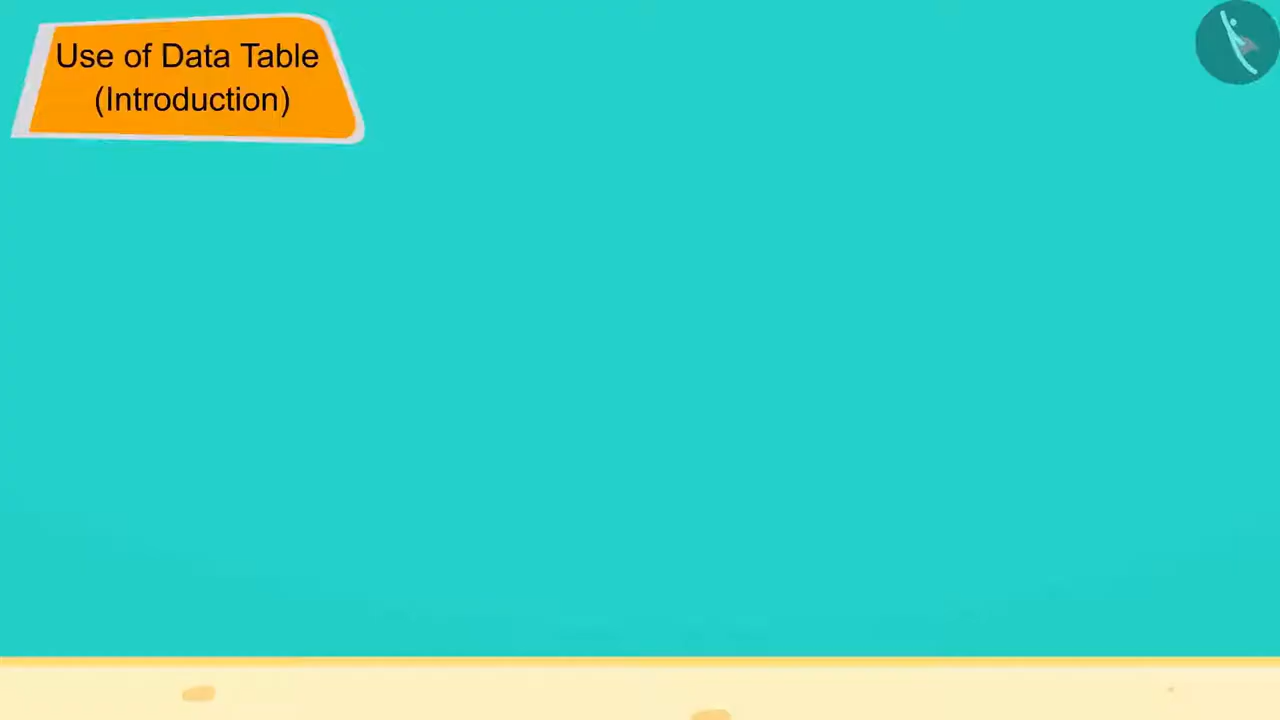 Use of Data Table
(Introduction)